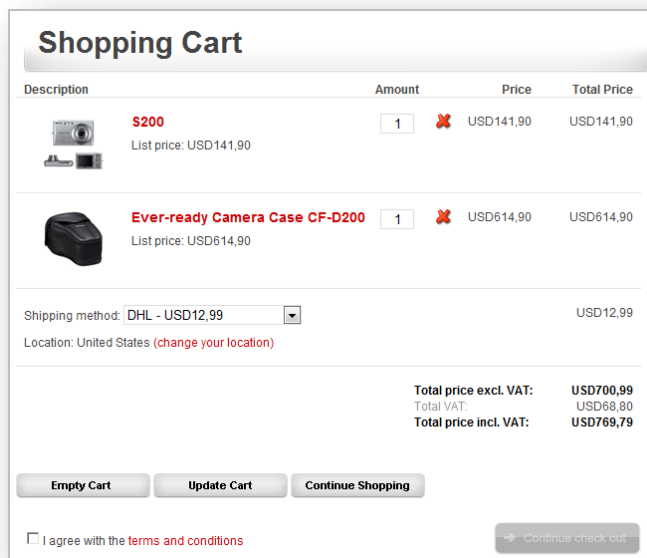 Shopping Cart
Description Amount Price Total Price
S200 1 USD141,90 USD141,90
List price: USD141,90
Ever-ready Camera Case CF-D200 1 USD614,90 USD614,90
List price: USD614,90
Shipping method: DHL - USD12,99 USD12,99
Location: United States (change your location)
Total price excl. VAT: USD700,99
Total VAT: USD68,80
Total price incl. VAT: USD769,79
Empty Cart Update Cart Continue Shopping
I agree with the terms and conditions Continue check out